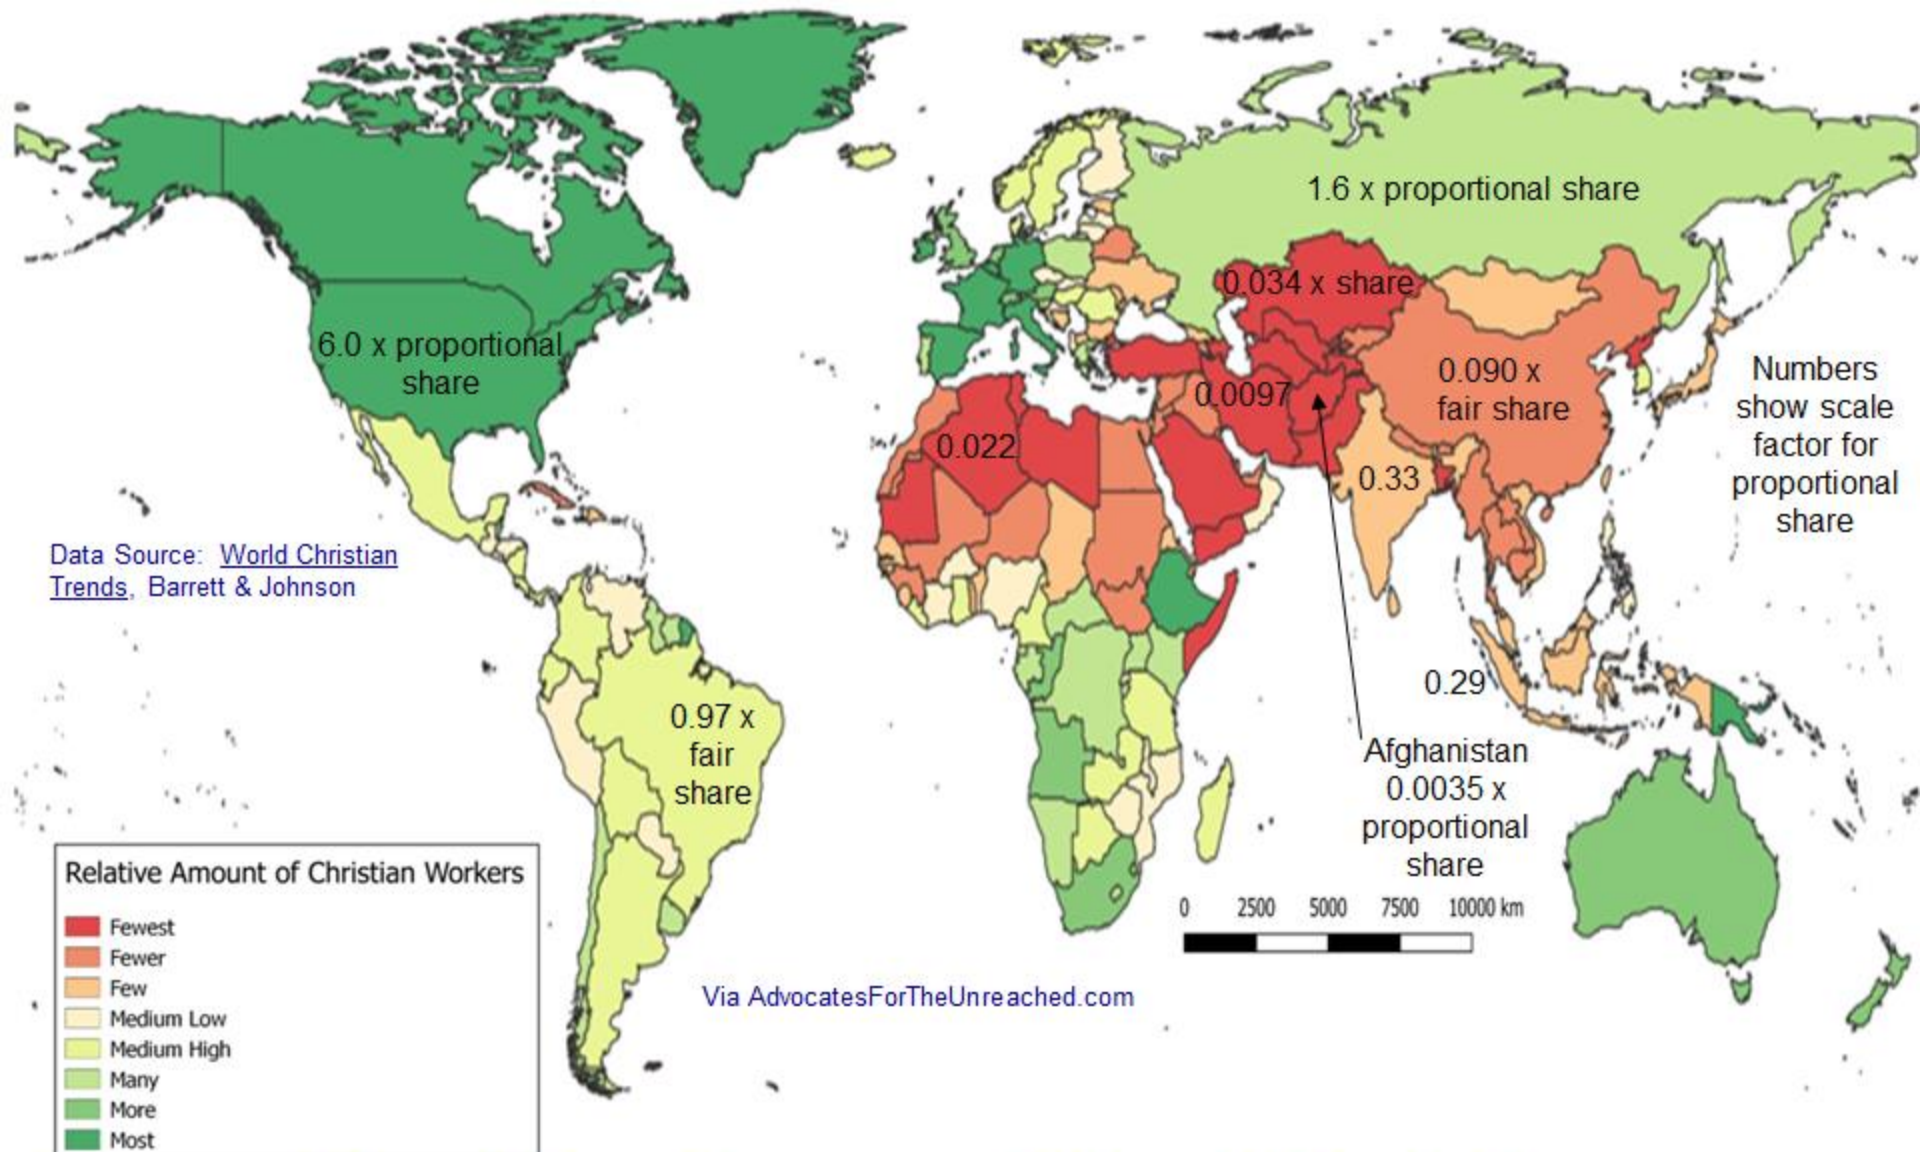 1.6 x proportional share
0.034 x share
6.0 x proportional
share
0.0097
0.090 x
fair share
Numbers
show scale
factor for
proportional
share
0.022
0.33
Data Source: World Christian
Trends, Barrett & Johnson
0.29
0.97 x
fair
share
Afghanistan
0.0035 x
proportional
share
0 2500 5000 7500 10000 km
Relative Amount of Christian Workers
Fewest
Fewer
Few
Medium Low
Medium High
Many
More
Most
Via AdvocatesForTheUnreached.com